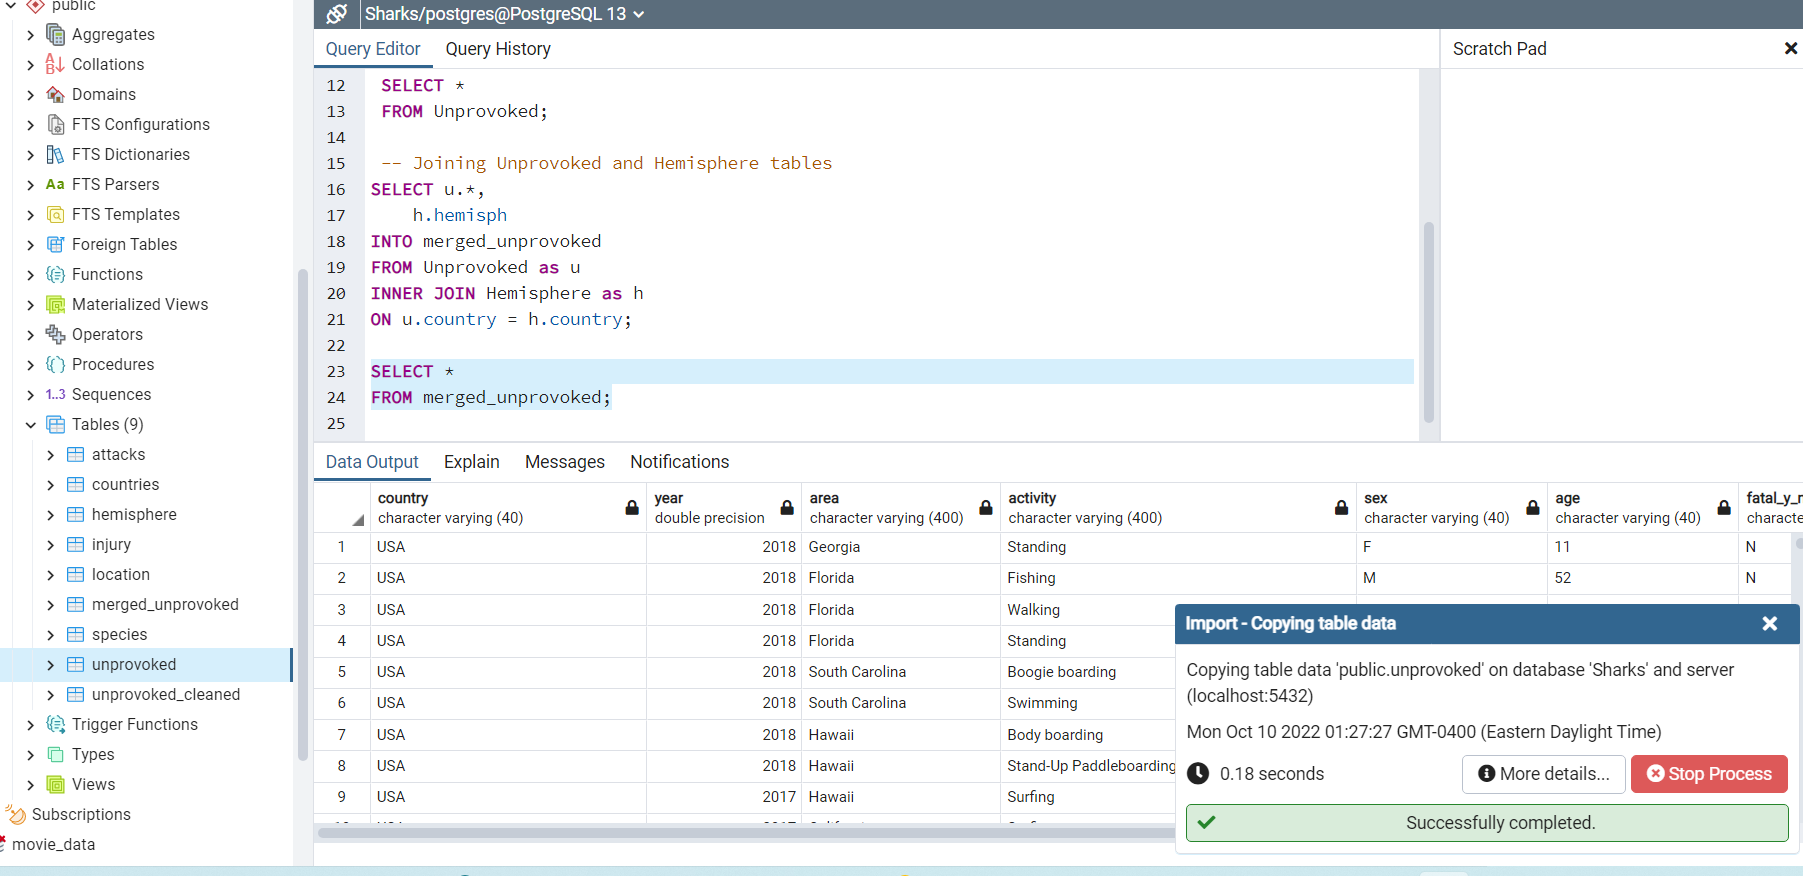 public
Aggregates
Collations
Domains
FTS Configurations
FTS Dictionaries
Aa FTS Parsers
FTS Templates
Foreign Tables
Functions
Materialized Views
Operators
Procedures
1..3 Sequences
Tables (9)
attacks
countries
hemisphere
injury
location
merged_unprovoked
species
unprovoked
unprovoked_cleaned
Trigger Functions
Types
Views
Subscriptions
movie_data
Sharks/postgres@PostgreSQL 13
Query Editor Query History
Scratch Pad
12 SELECT *
13 FROM Unprovoked;
14
15 -- Joining Unprovoked and Hemisphere tables
16 SELECT u.*,
17 h.hemisph
18 INTO merged_unprovoked
19 FROM Unprovoked as u
20 INNER JOIN Hemisphere as h
21 ON u.country = h.country;
22
23 SELECT *
24 FROM merged_unprovoked;
25
Data Output Explain Messages Notifications
country year area activity sex age
character varying (40) double precision character varying (400) character varying (400) character varying (40) character varying (40)
1 USA 2018 Georgia Standing F 11 N
2 USA 2018 Florida Fishing M 52 N
3 USA 2018 Florida Walking
4 USA 2018 Florida Standing
5 USA 2018 South Carolina Boogie boarding
6 USA 2018 South Carolina Swimming
7 USA 2018 Hawaii Body boarding
8 USA 2018 Hawaii Stand-Up Paddleboarding
9 USA 2017 Hawaii Surfing
Import - Copying table data
Copying table data 'public.unprovoked' on database 'Sharks' and server
(localhost:5432)
Mon Oct 10 2022 01:27:27 GMT-0400 (Eastern Daylight Time)
0.18 seconds More details... Stop Process
Successfully completed.